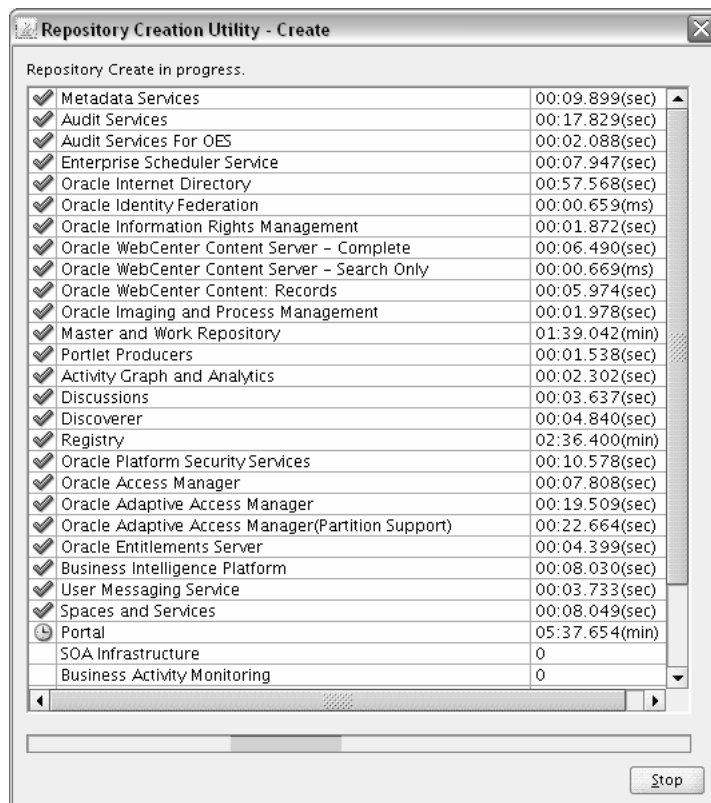 Repository Creation Utility - Create
Repository Create in progress.
Metadata Services 00:09.899(sec)
Audit Services 00:17.829(sec)
Audit Services For OES 00:02.088(sec)
Enterprise Scheduler Service 00:07.947(sec)
Oracle Internet Directory 00:57.568(sec)
Oracle Identity Federation 00:00.659(ms)
Oracle Information Rights Management 00:01.872(sec)
Oracle WebCenter Content Server – Complete 00:06.490(sec)
Oracle WebCenter Content Server – Search Only 00:00.669(ms)
Oracle WebCenter Content: Records 00:05.974(sec)
Oracle Imaging and Process Management 00:01.978(sec)
Master and Work Repository 01:39.042(min)
Portlet Producers 00:01.538(sec)
Activity Graph and Analytics 00:02.302(sec)
Discussions 00:03.637(sec)
Discoverer 00:04.840(sec)
Registry 02:36.400(min)
Oracle Platform Security Services 00:10.578(sec)
Oracle Access Manager 00:07.808(sec)
Oracle Adaptive Access Manager 00:19.509(sec)
Oracle Adaptive Access Manager(Partition Support) 00:22.664(sec)
Oracle Entitlements Server 00:04.399(sec)
Business Intelligence Platform 00:08.030(sec)
User Messaging Service 00:03.733(sec)
Spaces and Services 00:08.049(sec)
Portal 05:37.654(min)
SOA Infrastructure 0
Business Activity Monitoring 0
Stop